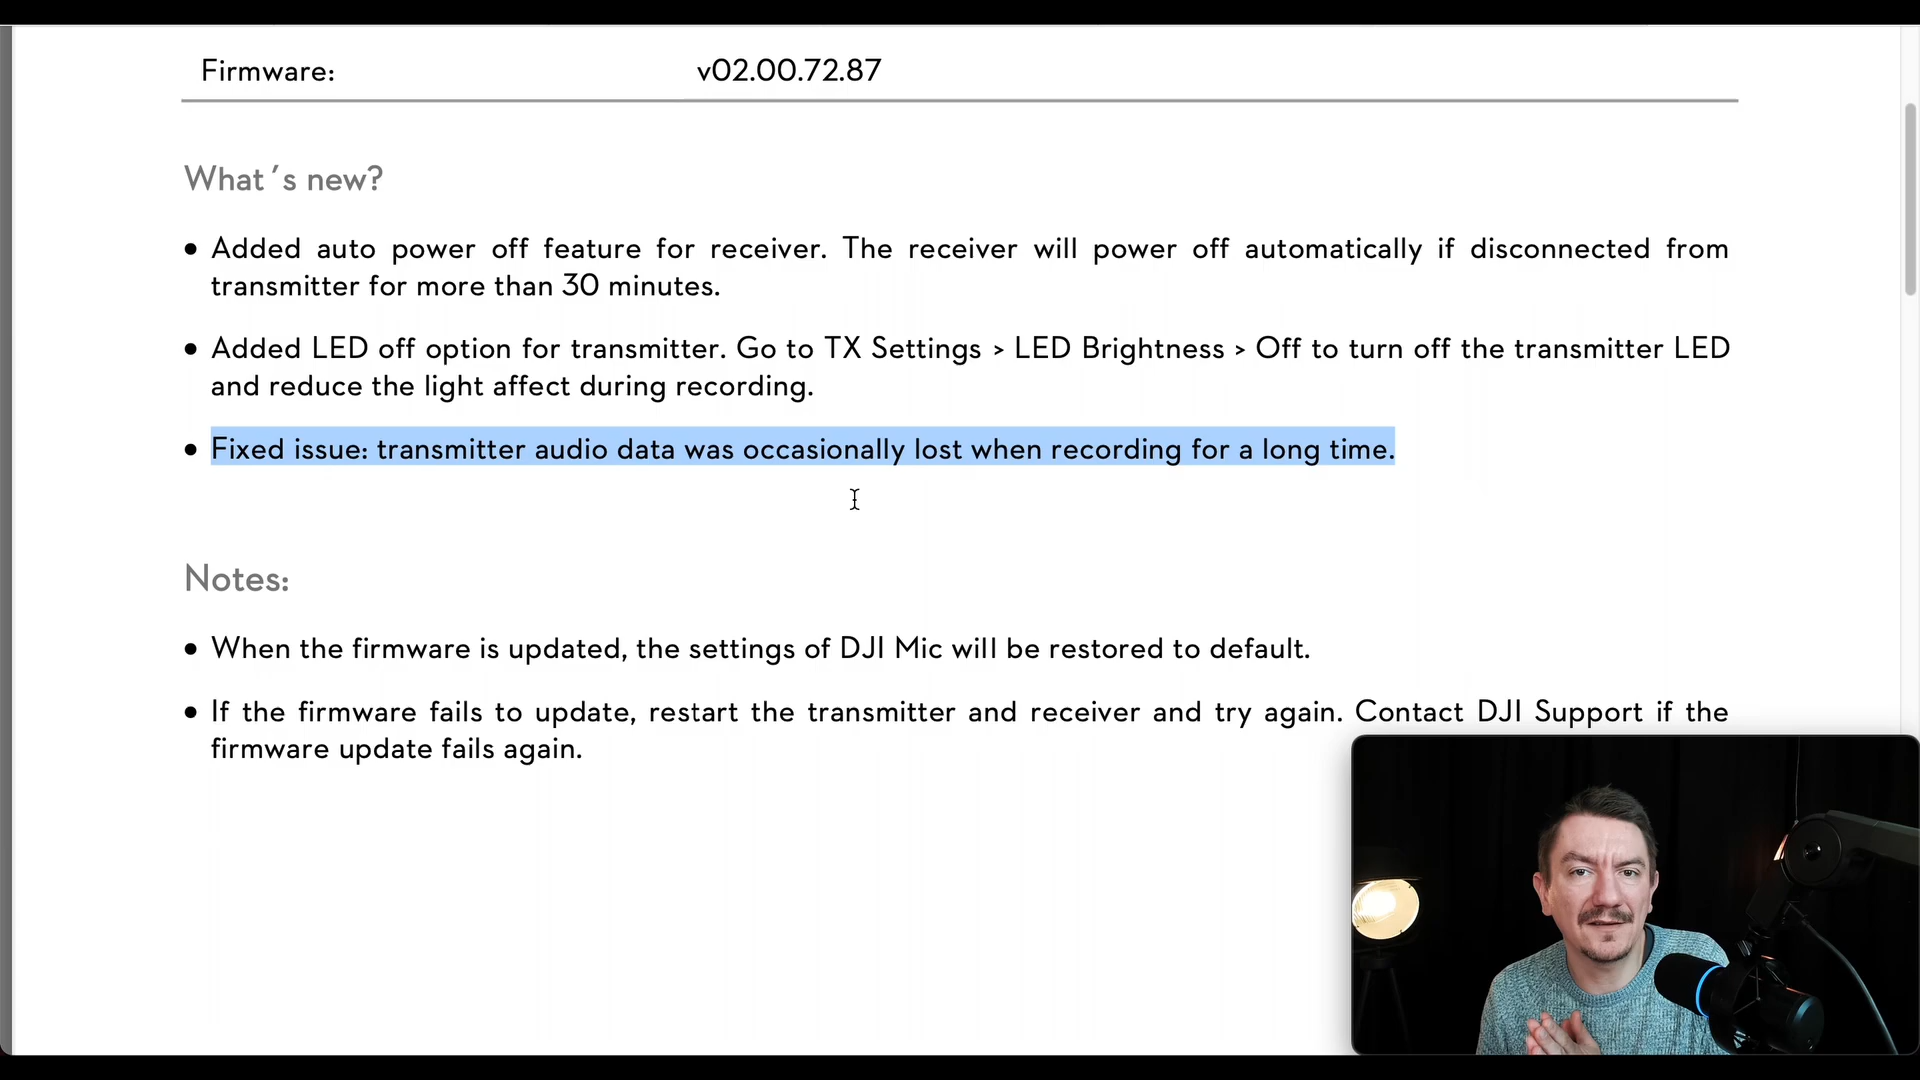 Firmware: v02.00.72.87
What´s new?
• Added auto power off feature for receiver. The receiver will power off automatically if disconnected from
transmitter for more than 30 minutes.
• Added LED off option for transmitter. Go to TX Settings > LED Brightness > Off to turn off the transmitter LED
and reduce the light affect during recording.
• Fixed issue: transmitter audio data was occasionally lost when recording for a long time.
Notes:
• When the firmware is updated, the settings of DJI Mic will be restored to default.
• If the firmware fails to update, restart the transmitter and receiver and try again. Contact DJI Support if the
firmware update fails again.